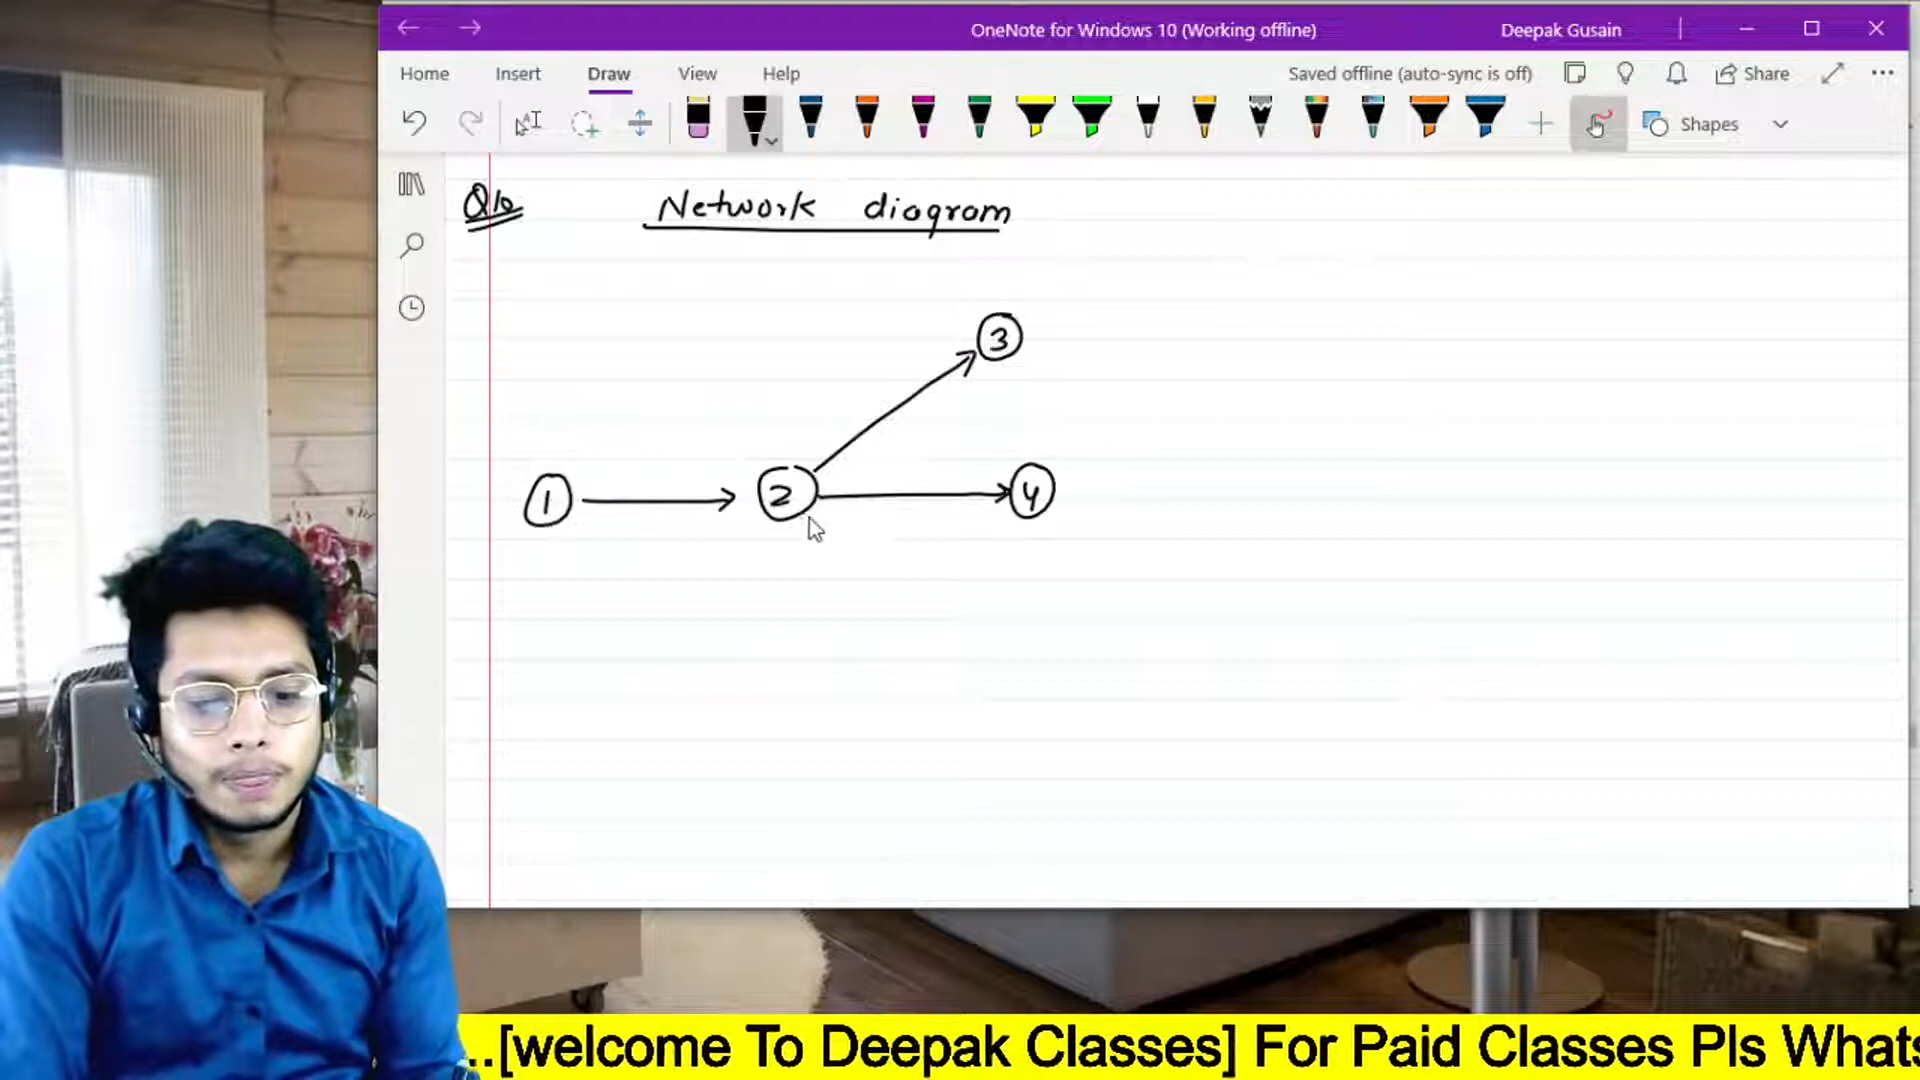 OneNote for Windows 10 (Working offline)
Deepak Gusain
Home Insert Draw View Help
Saved offline (auto-sync is off)
Share
Shapes
Network diagram
3
1
2
4
...[welcome To Deepak Classes] For Paid Classes Pls Whats